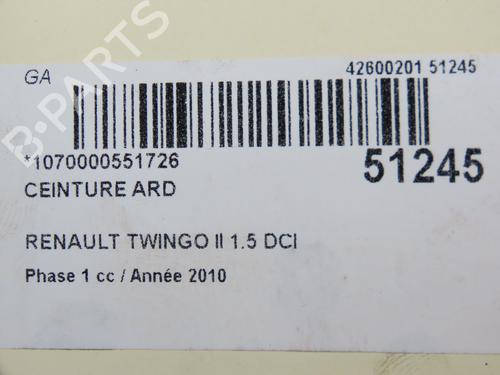 GA
42600201 51245
*1070000551726
51245
CEINTURE ARD
RENAULT TWINGO II 1.5 DCI
Phase 1 cc / Année 2010
B-PARTS